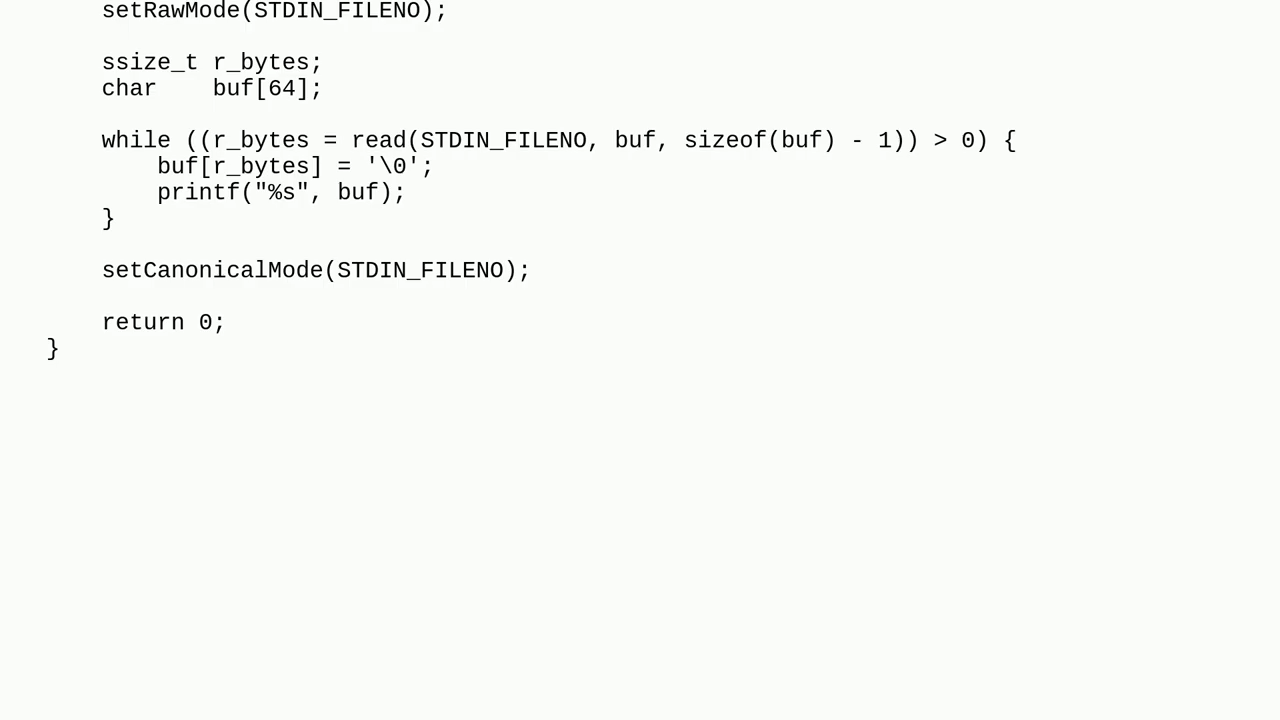 setRawMode(STDIN_FILENO);
ssize_t r_bytes;
char    buf[64];
while ((r_bytes = read(STDIN_FILENO, buf, sizeof(buf) - 1)) > 0) {
    buf[r_bytes] = '\0';
    printf("%s", buf);
}
setCanonicalMode(STDIN_FILENO);
return 0;
}